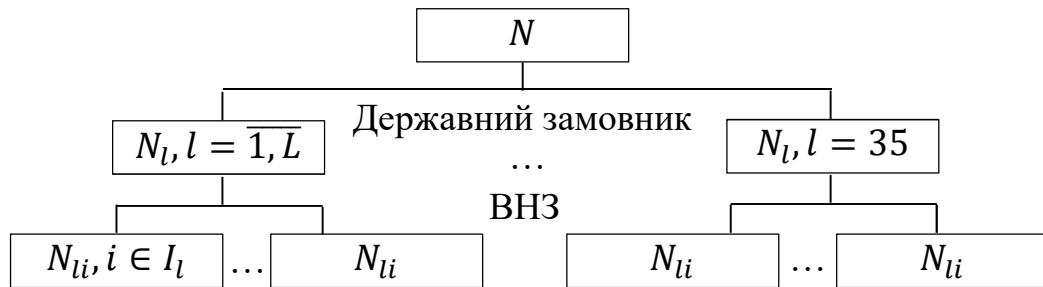 N
Державний замовник
N_l, l = \overline{1, L}
N_l, l = 35
...
ВНЗ
N_{li}, i ∈ I_l
...
N_{li}
N_{li}
...
N_{li}